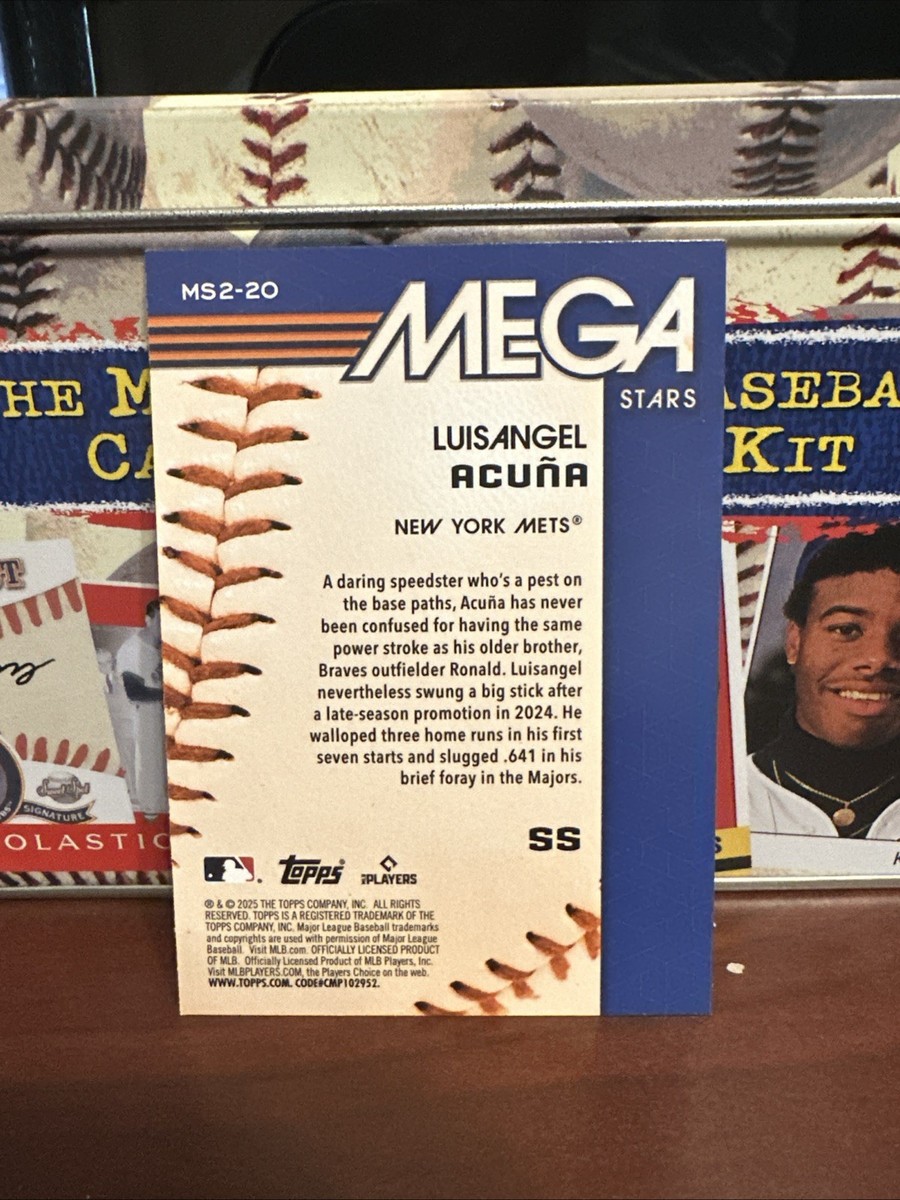 MS2-20
MEGA
STARS
LUISANGEL
ACUÑA
NEW YORK METS®
A daring speedster who's a pest on
the base paths, Acuña has never
been confused for having the same
power stroke as his older brother,
Braves outfielder Ronald. Luisangel
nevertheless swung a big stick after
a late-season promotion in 2024. He
walloped three home runs in his first
seven starts and slugged .641 in his
brief foray in the Majors.
SS
Topps
PLAYERS
® & © 2025 THE TOPPS COMPANY, INC. ALL RIGHTS
RESERVED. TOPPS IS A REGISTERED TRADEMARK OF THE
TOPPS COMPANY, INC. Major League Baseball trademarks
and copyrights are used with permission of Major League
Baseball. Visit MLB.com. OFFICIALLY LICENSED PRODUCT
OF MLB. Officially Licensed Product of MLB Players, Inc.
Visit MLBPLAYERS.COM, the Players Choice on the web.
WWW.TOPPS.COM. CODE#CMP102952.
HE M
CA
ASEBA
KIT
SIGNATURE
OLASTIC